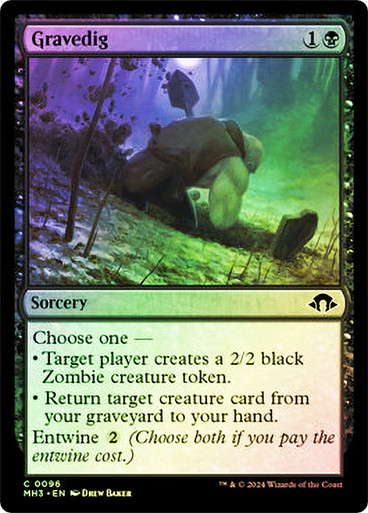 Gravedig 1
Sorcery
Choose one —
• Target player creates a 2/2 black
Zombie creature token.
• Return target creature card from
your graveyard to your hand.
Entwine 2 (Choose both if you pay the
entwine cost.)
C 0096
MH3 • EN Drew Baker
™ & © 2024 Wizards of the Coast